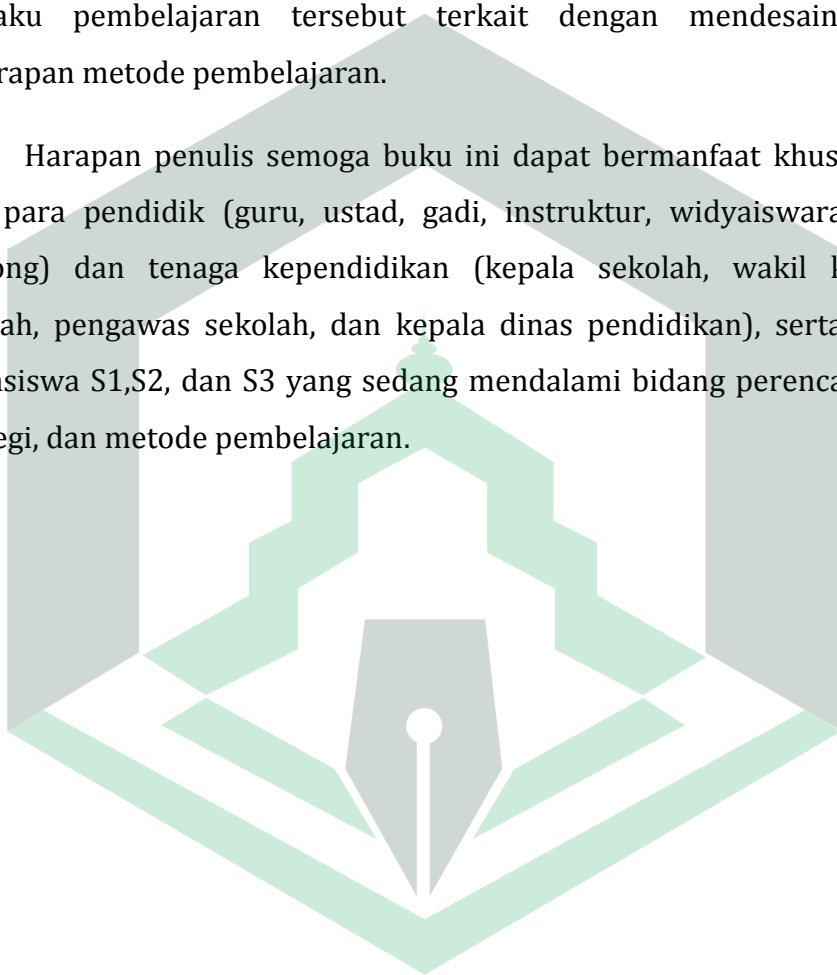 aku pembelajaran tersebut terkait dengan mendesain
rapan metode pembelajaran.
Harapan penulis semoga buku ini dapat bermanfaat khus
para pendidik (guru, ustad, gadi, instruktur, widyaiswara
ong) dan tenaga kependidikan (kepala sekolah, wakil k
ah, pengawas sekolah, dan kepala dinas pendidikan), serta
asiswa S1,S2, dan S3 yang sedang mendalami bidang perenca
egi, dan metode pembelajaran.